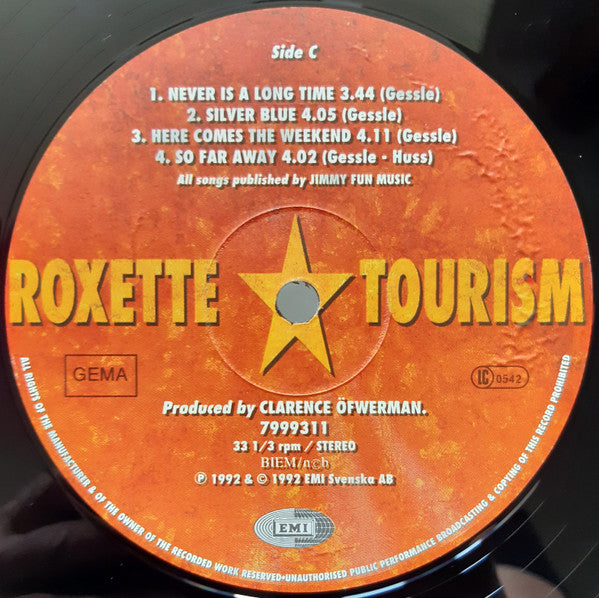 Side C
1. NEVER IS A LONG TIME 3.44 (Gessle)
2. SILVER BLUE 4.05 (Gessle)
3. HERE COMES THE WEEKEND 4.11 (Gessle)
4. SO FAR AWAY 4.02 (Gessle - Huss)
All songs published by JIMMY FUN MUSIC
ROXETTE TOURISM
GEMA
LC 0542
Produced by CLARENCE ÖFWERMAN.
7999311
33 1/3 rpm / STEREO
BIEM/n©b
℗ 1992 & © 1992 EMI Svenska AB
EMI
ALL RIGHTS OF THE MANUFACTURER & OF THE OWNER OF THE RECORDED WORK RESERVED•UNAUTHORISED PUBLIC PERFORMANCE BROADCASTING & COPYING OF THIS RECORD PROHIBITED